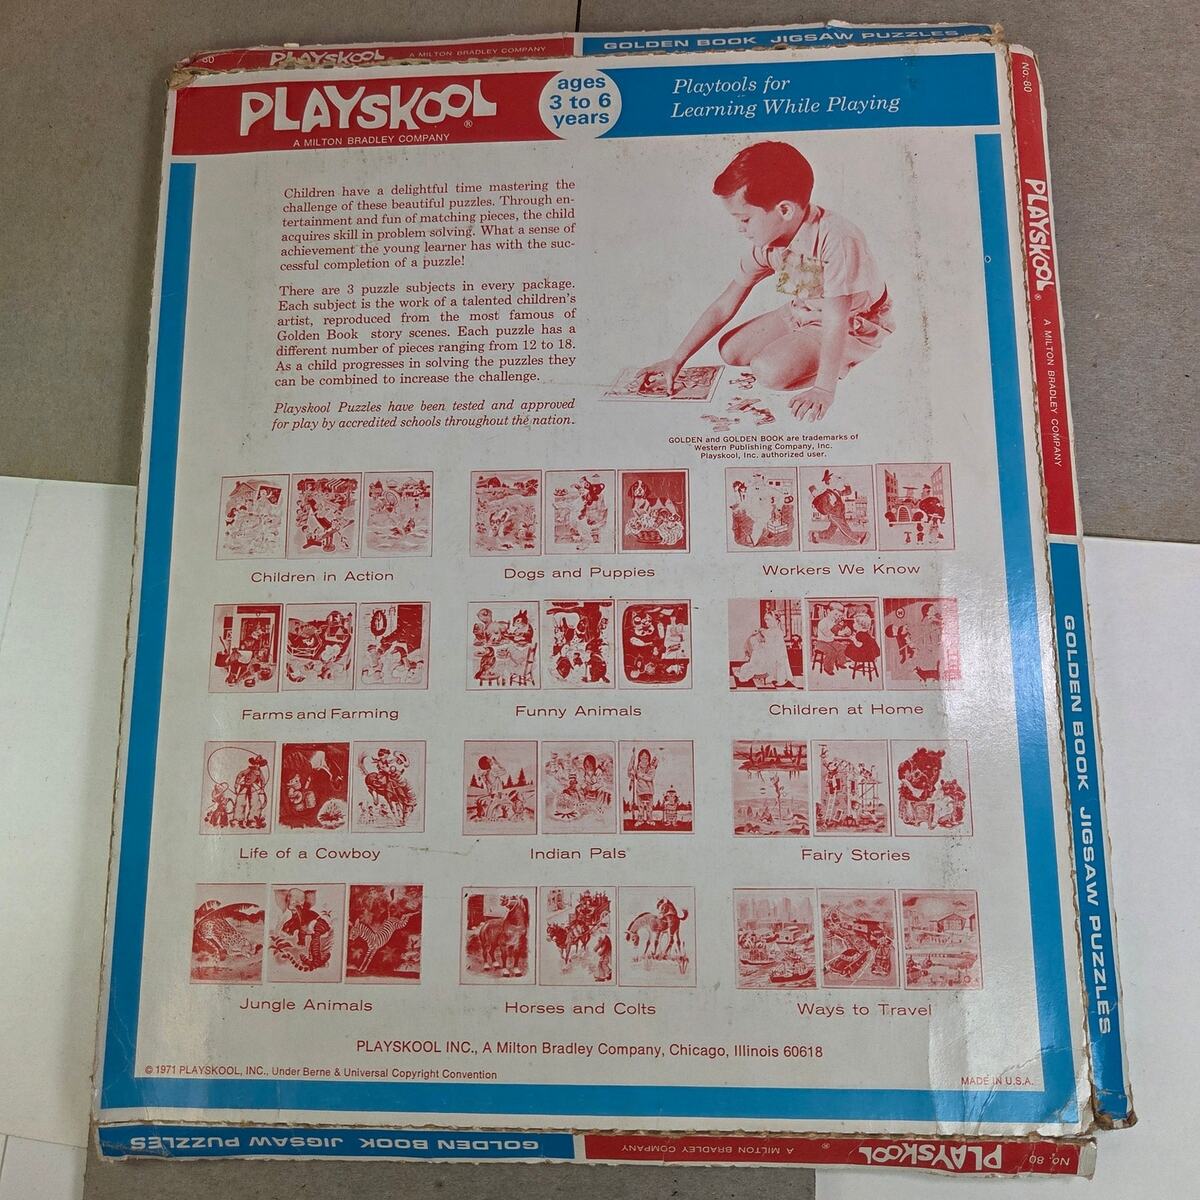 80
PLAYSKOOL
A MILTON BRADLEY COMPANY
GOLDEN BOOK JIGSAW PUZZLES
PLAYSKOOL®
A MILTON BRADLEY COMPANY
ages
3 to 6
years
Playtools for
Learning While Playing
Children have a delightful time mastering the
challenge of these beautiful puzzles. Through en-
tertainment and fun of matching pieces, the child
acquires skill in problem solving. What a sense of
achievement the young learner has with the suc-
cessful completion of a puzzle!
There are 3 puzzle subjects in every package.
Each subject is the work of a talented children's
artist, reproduced from the most famous of
Golden Book story scenes. Each puzzle has a
different number of pieces ranging from 12 to 18.
As a child progresses in solving the puzzles they
can be combined to increase the challenge.
Playskool Puzzles have been tested and approved
for play by accredited schools throughout the nation.
GOLDEN and GOLDEN BOOK are trademarks of
Western Publishing Company, Inc.
Playskool, Inc. authorized user.
Children in Action
Dogs and Puppies
Workers We Know
Farms and Farming
Funny Animals
Children at Home
Life of a Cowboy
Indian Pals
Fairy Stories
Jungle Animals
Horses and Colts
Ways to Travel
PLAYSKOOL INC., A Milton Bradley Company, Chicago, Illinois 60618
© 1971 PLAYSKOOL, INC., Under Berne & Universal Copyright Convention
MADE IN U.S.A.
No. 80
PLAYSKOOL®
A MILTON BRADLEY COMPANY
GOLDEN BOOK JIGSAW PUZZLES
No. 80
PLAYSKOOL®
A MILTON BRADLEY COMPANY
GOLDEN BOOK JIGSAW PUZZLES